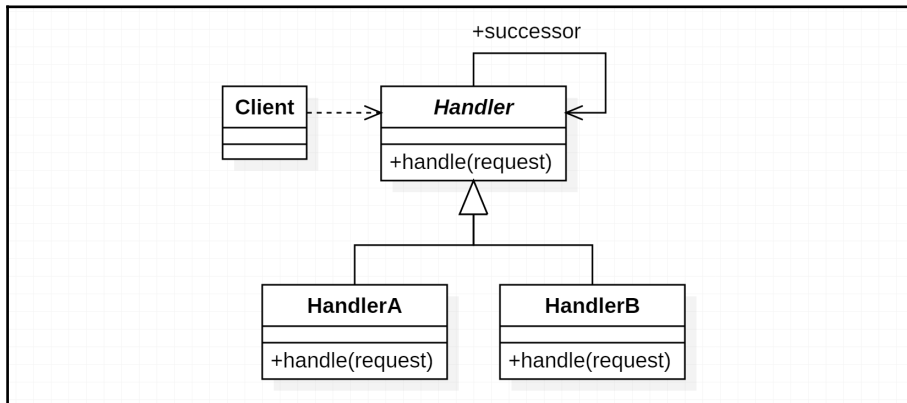 +successor
Client
Handler
+handle(request)
HandlerA
HandlerB
+handle(request)
+handle(request)